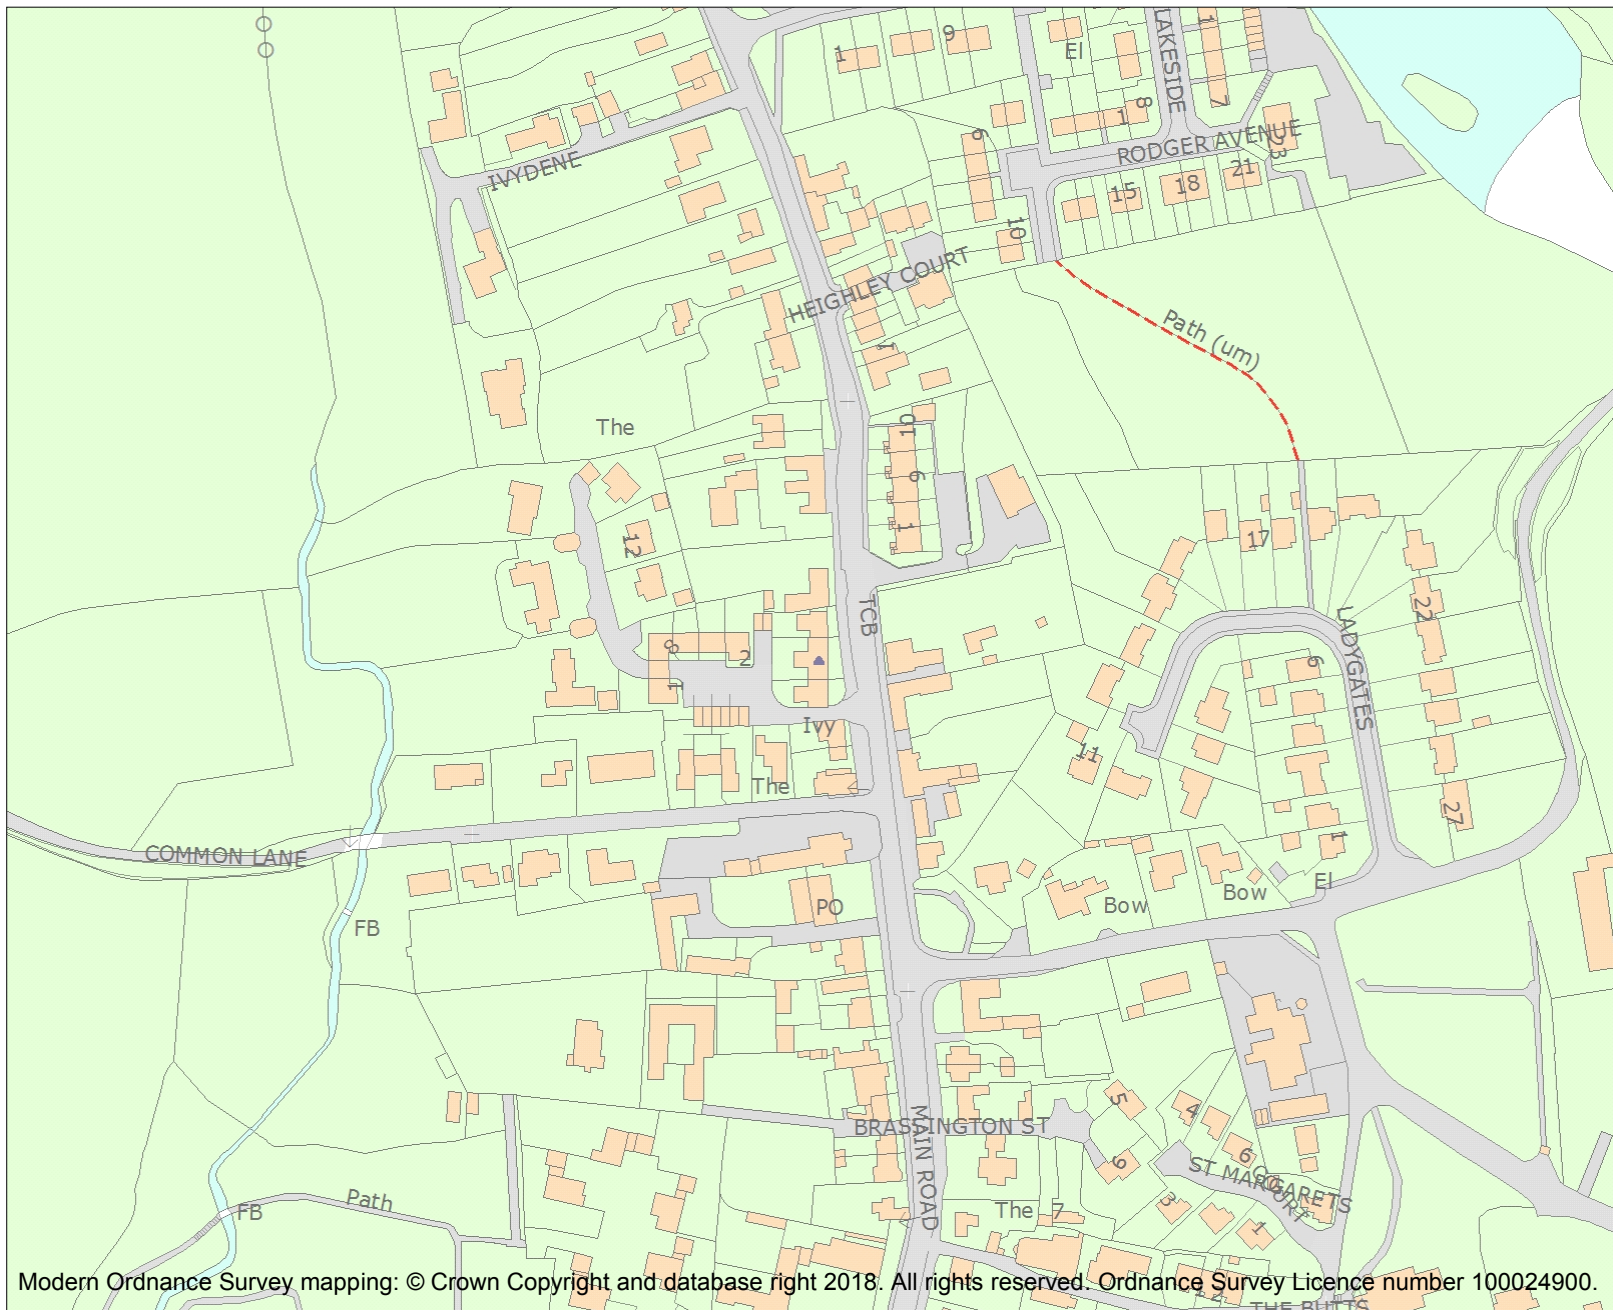 LAKESIDE
1
9
El
1
8
1
7
6
RODGER AVENUE
23
IVYDENE
15
18
21
10
HEIGHLEY COURT
Path (um)
1
The
10
6
1
12
17
TCB
22
LADYGATES
8
2
1
6
Ivy
11
The
27
1
COMMON LANE
El
PO
Bow
Bow
FB
5
4
MAIN ROAD
BRASSINGTON ST
6
6
ST MARGARETS
COURT
Path
FB
The
7
3
1
Modern Ordnance Survey mapping: © Crown Copyright and database right 2018. All rights reserved. Ordnance Survey Licence number 100024900.
THE BUTTS